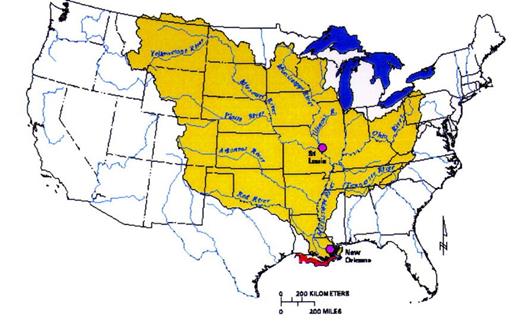 Yellowstone River
Missouri River
Mississippi River
Platte River
Illinois R.
Ohio River
St
Louis
Arkansas River
Tennessee River
Red River
Mississippi River
New
Orleans
N
0 200 KILOMETERS
0 200 MILES